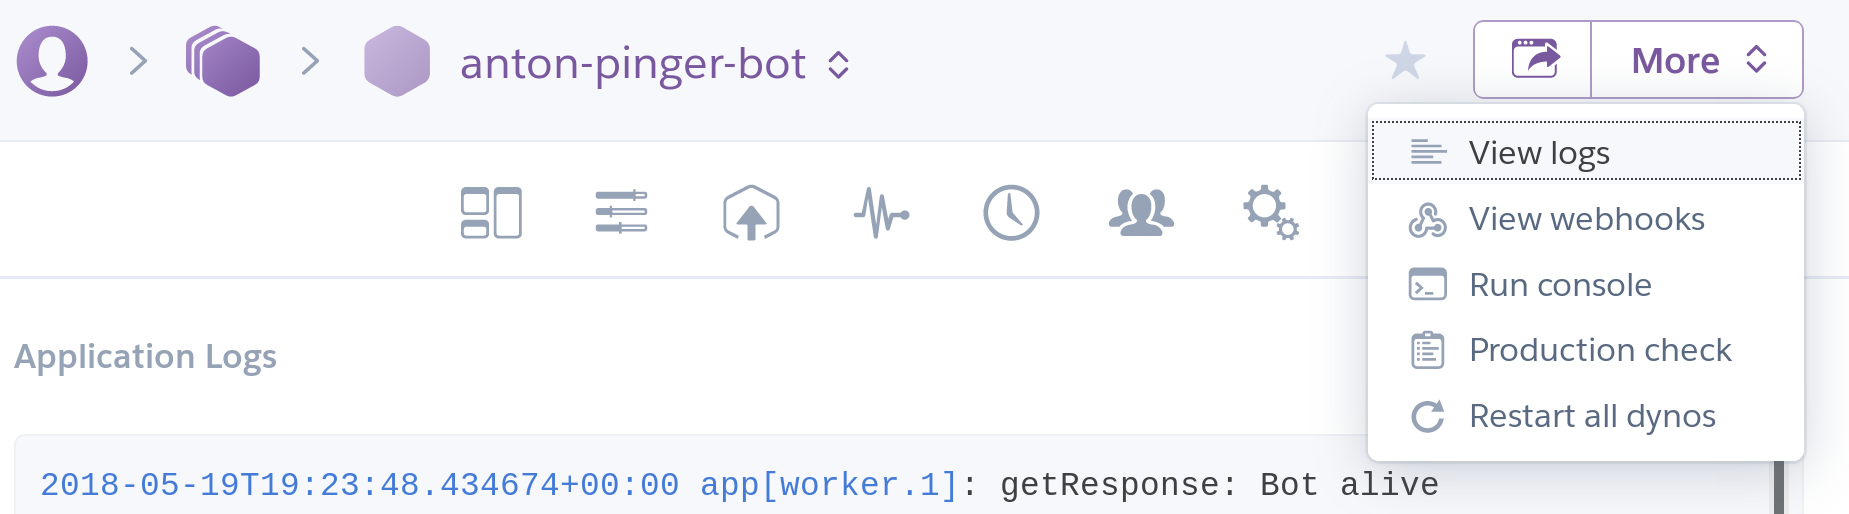 anton-pinger-bot
More
View logs
View webhooks
Run console
Production check
Restart all dynos
Application Logs
2018-05-19T19:23:48.434674+00:00 app[worker.1]: getResponse: Bot alive